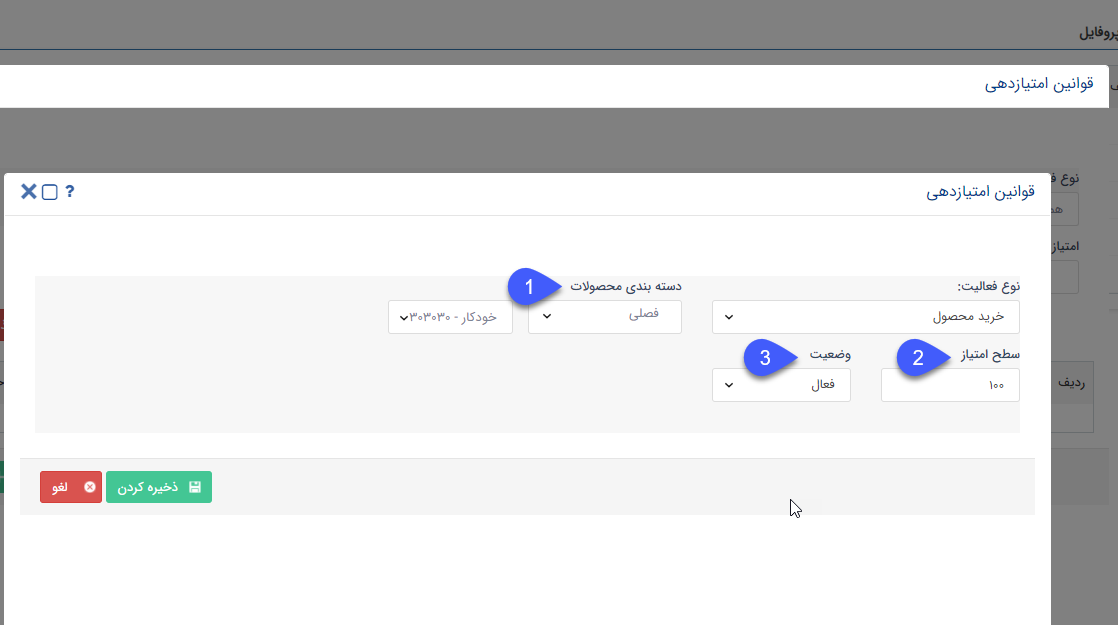 پروفایل
قوانین امتیازدهی
قوانین امتیازدهی
?
نوع
امتیاز
ردیف
نوع فعالیت:
خرید محصول
دسته بندی محصولات
1
فصلی
خودکار - ۳۰۳۰۳۰
سطح امتیاز
2
۱۰۰
وضعیت
3
فعال
ذخیره کردن
لغو